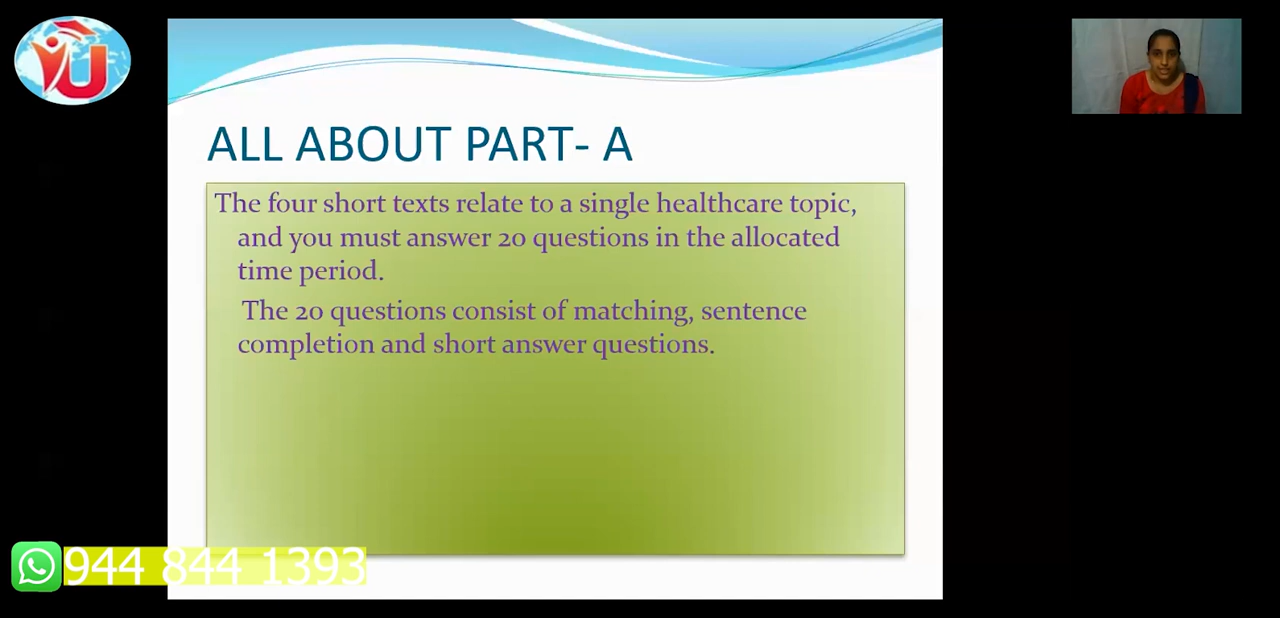 U
ALL ABOUT PART- A
The four short texts relate to a single healthcare topic,
and you must answer 20 questions in the allocated
time period.
The 20 questions consist of matching, sentence
completion and short answer questions.
944 844 1393